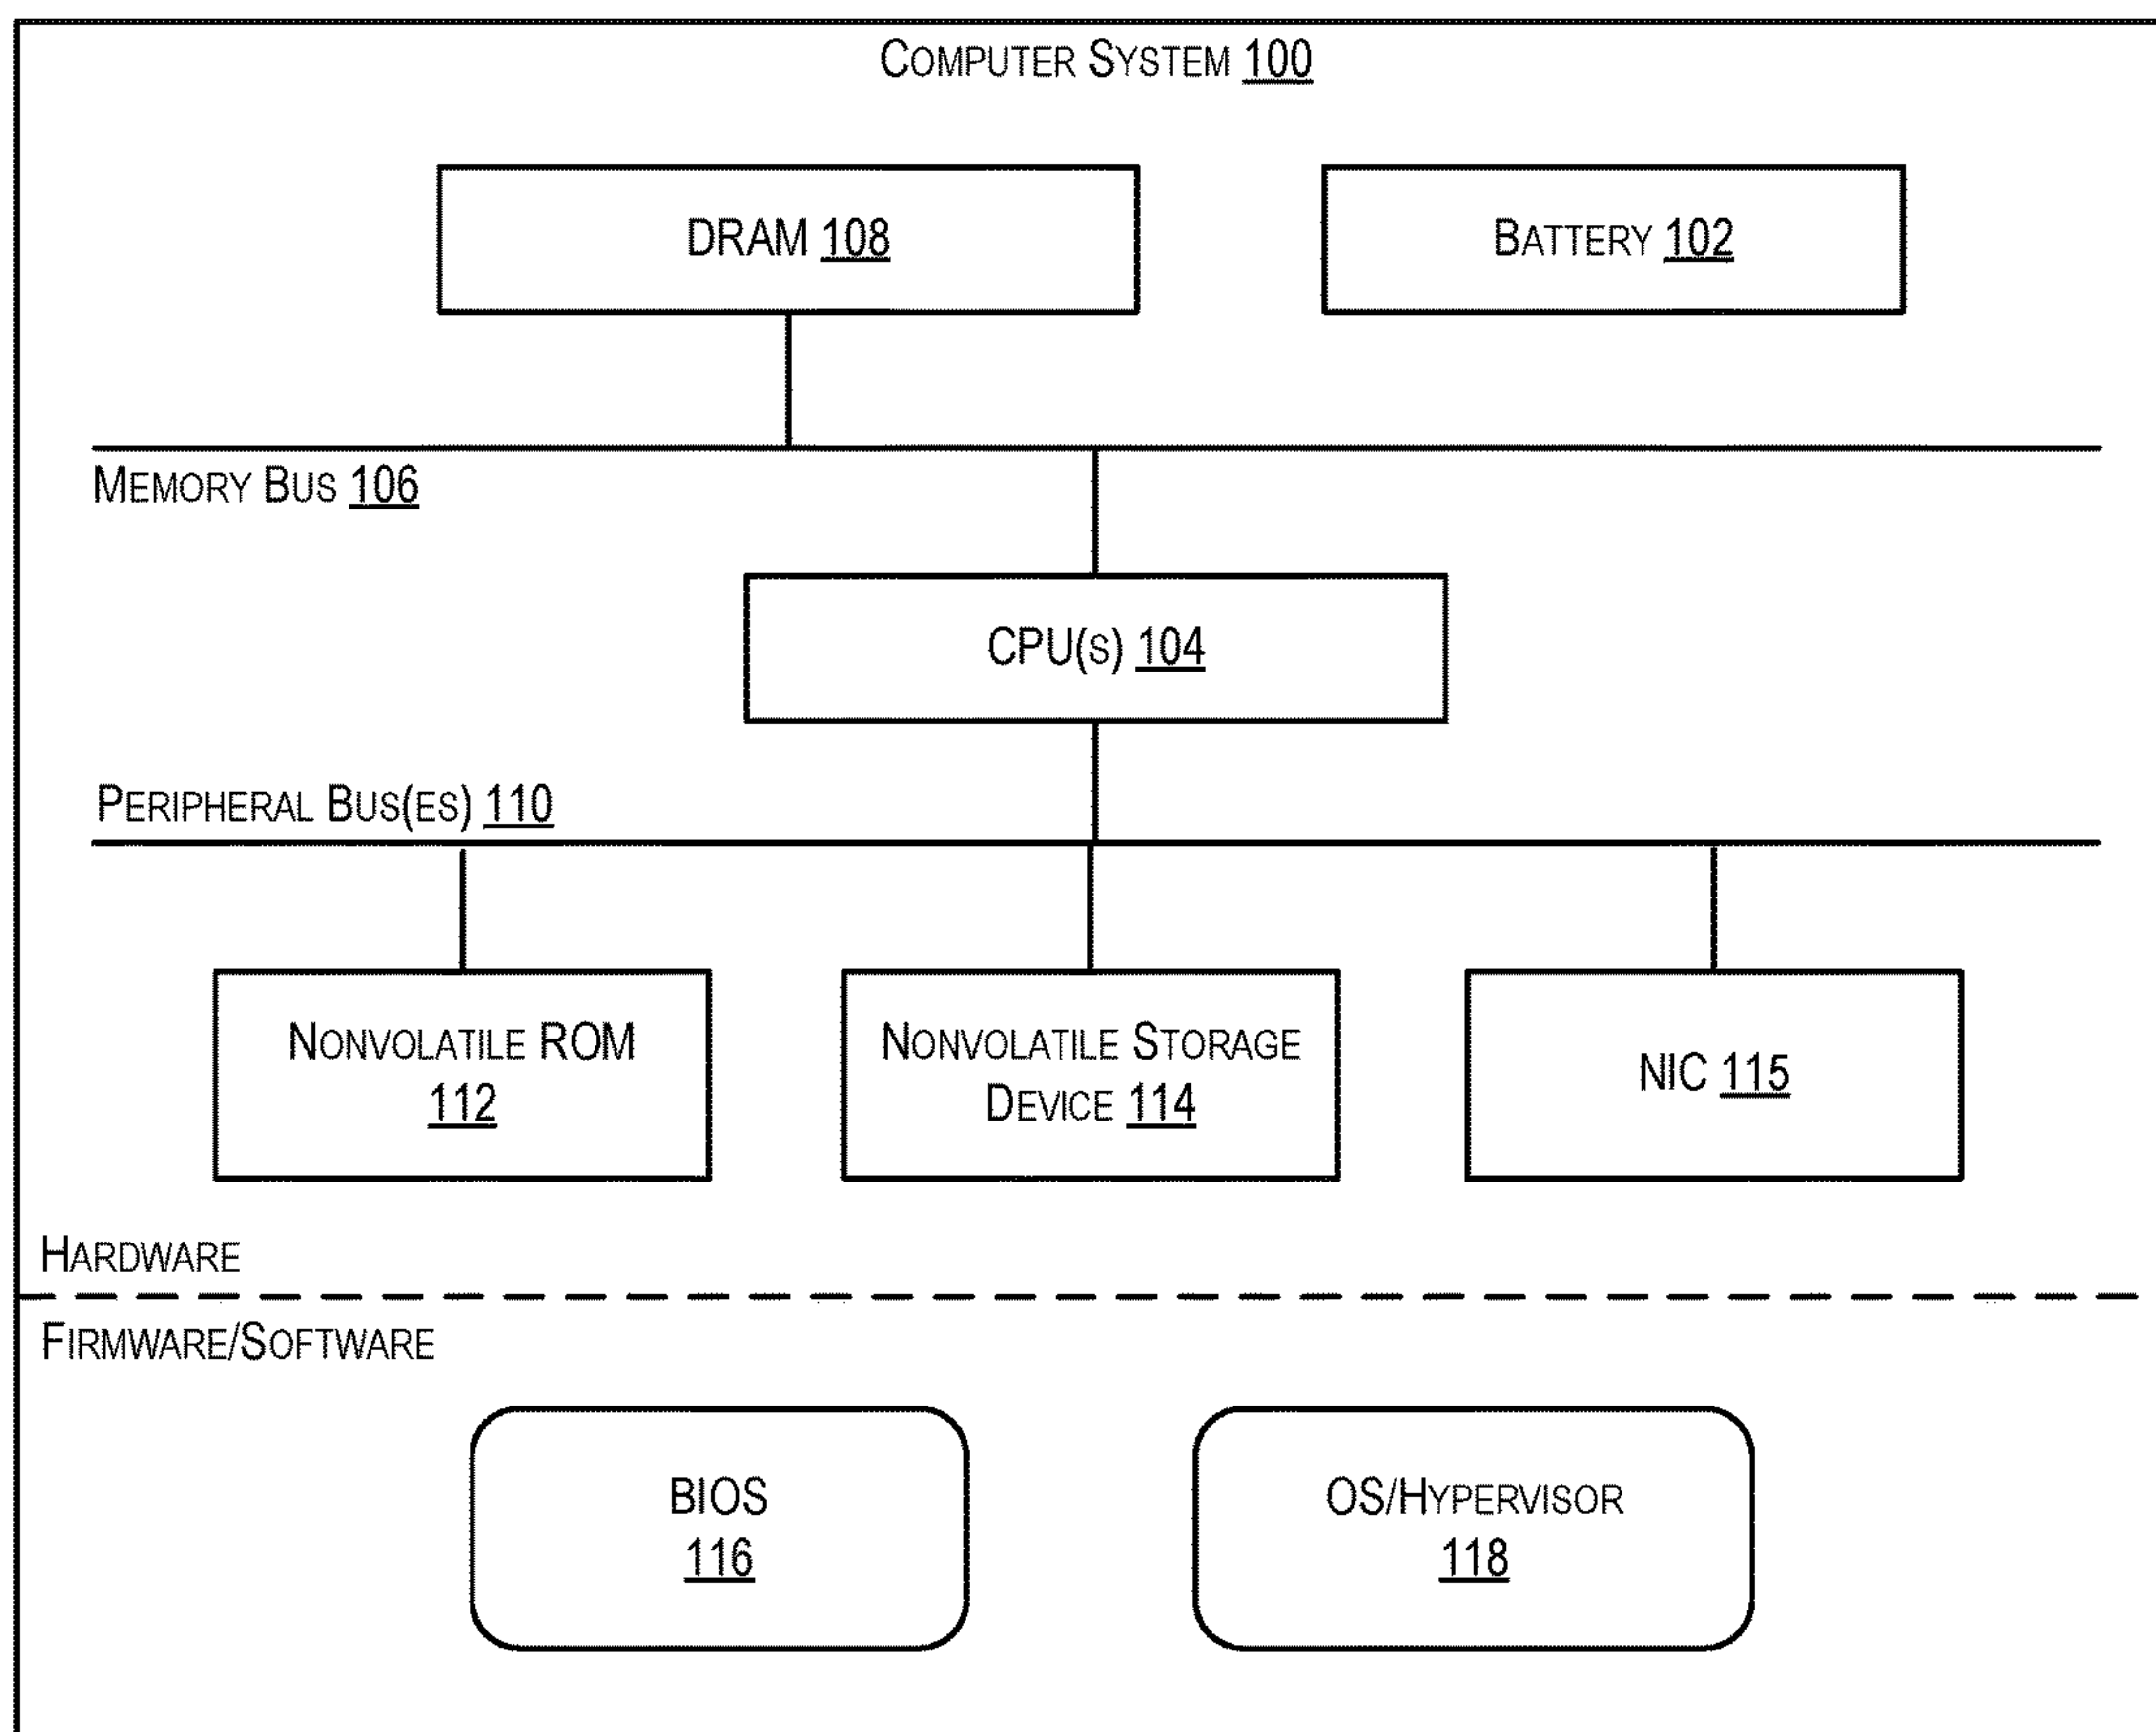 Computer System 100
DRAM 108
Battery 102
Memory Bus 106
CPU(s) 104
Peripheral Bus(es) 110
Nonvolatile ROM
112
Nonvolatile Storage
Device 114
NIC 115
Hardware
Firmware/Software
BIOS
116
OS/Hypervisor
118